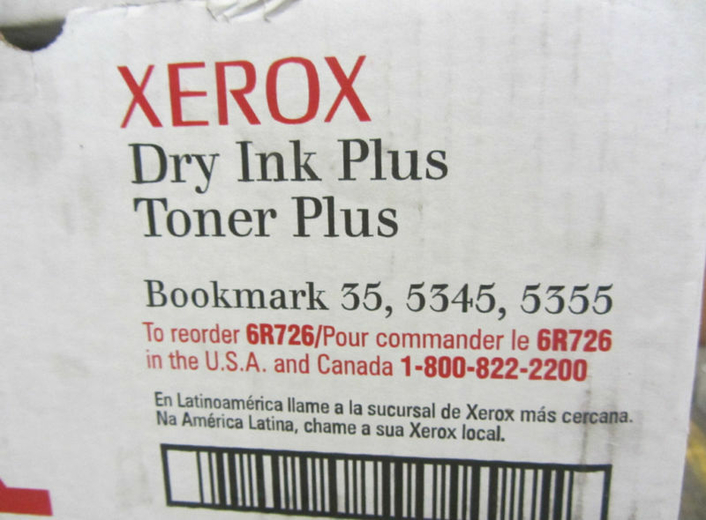 XEROX
Dry Ink Plus
Toner Plus
Bookmark 35, 5345, 5355
To reorder 6R726/Pour commander le 6R726
in the U.S.A. and Canada 1-800-822-2200
En Latinoamérica llame a la sucursal de Xerox más cercana.
Na América Latina, chame a sua Xerox local.